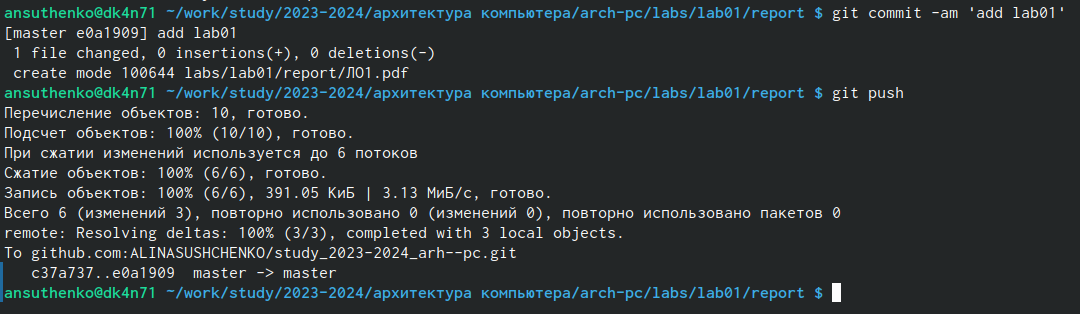 ansuthenko@dk4n71 ~/work/study/2023-2024/архитектура компьютера/arch-pc/labs/lab01/report $ git commit -am 'add lab01'
[master e0a1909] add lab01
 1 file changed, 0 insertions(+), 0 deletions(-)
 create mode 100644 labs/lab01/report/ЛО1.pdf
ansuthenko@dk4n71 ~/work/study/2023-2024/архитектура компьютера/arch-pc/labs/lab01/report $ git push
Перечисление объектов: 10, готово.
Подсчет объектов: 100% (10/10), готово.
При сжатии изменений используется до 6 потоков
Сжатие объектов: 100% (6/6), готово.
Запись объектов: 100% (6/6), 391.05 КиБ | 3.13 МиБ/с, готово.
Всего 6 (изменений 3), повторно использовано 0 (изменений 0), повторно использовано пакетов 0
remote: Resolving deltas: 100% (3/3), completed with 3 local objects.
To github.com:ALINASUSHCHENKO/study_2023-2024_arh--pc.git
   c37a737..e0a1909  master -> master
ansuthenko@dk4n71 ~/work/study/2023-2024/архитектура компьютера/arch-pc/labs/lab01/report $